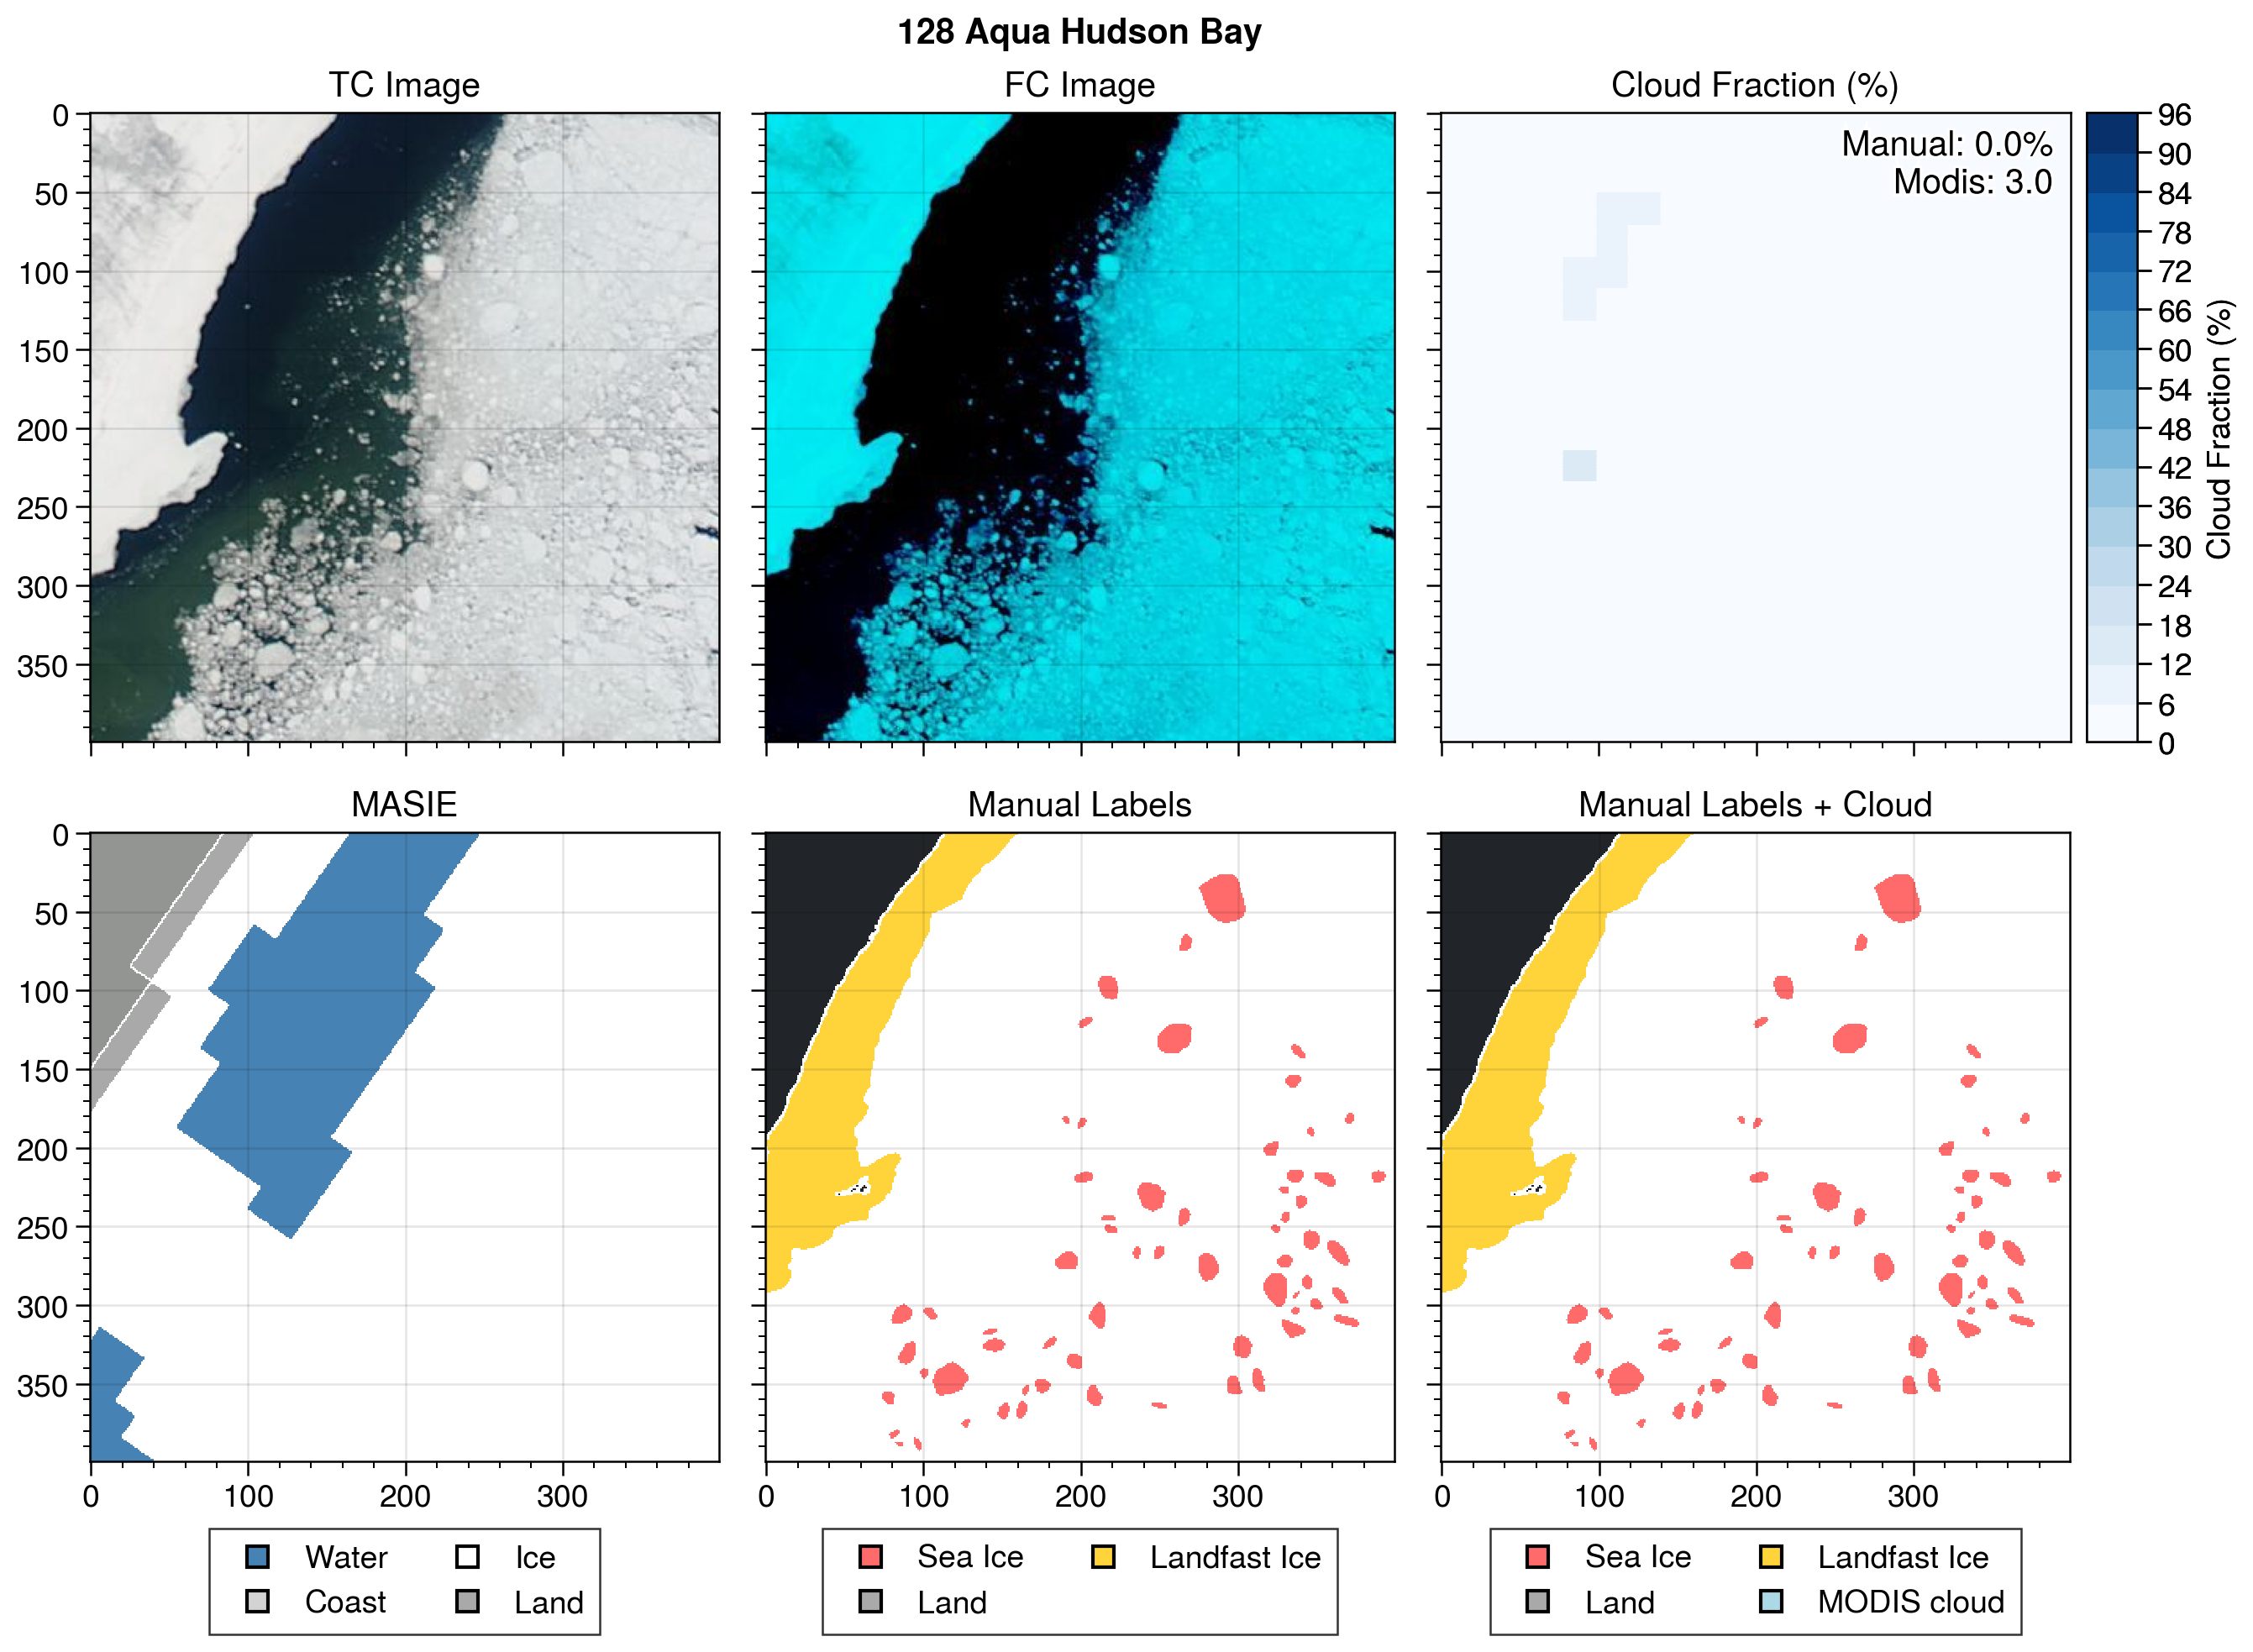 128 Aqua Hudson Bay
TC Image
FC Image
Cloud Fraction (%)
0
50
100
150
200
250
300
350
Manual: 0.0%
Modis: 3.0
96
90
84
78
72
66
60
54
48
42
36
30
24
18
12
6
0
Cloud Fraction (%)
MASIE
Manual Labels
Manual Labels + Cloud
0
50
100
150
200
250
300
350
0 100 200 300
0 100 200 300
0 100 200 300
Water Ice
Coast Land
Sea Ice Landfast Ice
Land
Sea Ice Landfast Ice
Land MODIS cloud